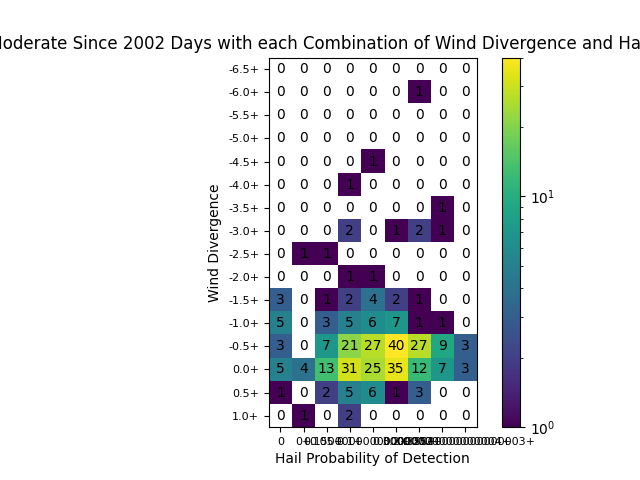 Moderate Since 2002 Days with each Combination of Wind Divergence and Ha
-6.5+ 0 0 0 0 0 0 0 0 0
-6.0+ 0 0 0 0 0 0 1 0 0
-5.5+ 0 0 0 0 0 0 0 0 0
-5.0+ 0 0 0 0 0 0 0 0 0
-4.5+ 0 0 0 0 1 0 0 0 0
-4.0+ 0 0 0 1 0 0 0 0 0
-3.5+ 0 0 0 0 0 0 0 1 0
-3.0+ 0 0 0 2 0 1 2 1 0
-2.5+ 0 1 1 0 0 0 0 0 0
-2.0+ 0 0 0 1 1 0 0 0 0
-1.5+ 3 0 1 2 4 2 1 0 0
-1.0+ 5 0 3 5 6 7 1 1 0
-0.5+ 3 0 7 21 27 40 27 9 3
0.0+ 5 4 13 31 25 35 12 7 3
0.5+ 1 0 2 5 6 1 3 0 0
1.0+ 0 1 0 2 0 0 0 0 0
0
Hail Probability of Detection
Wind Divergence
10^1
10^0